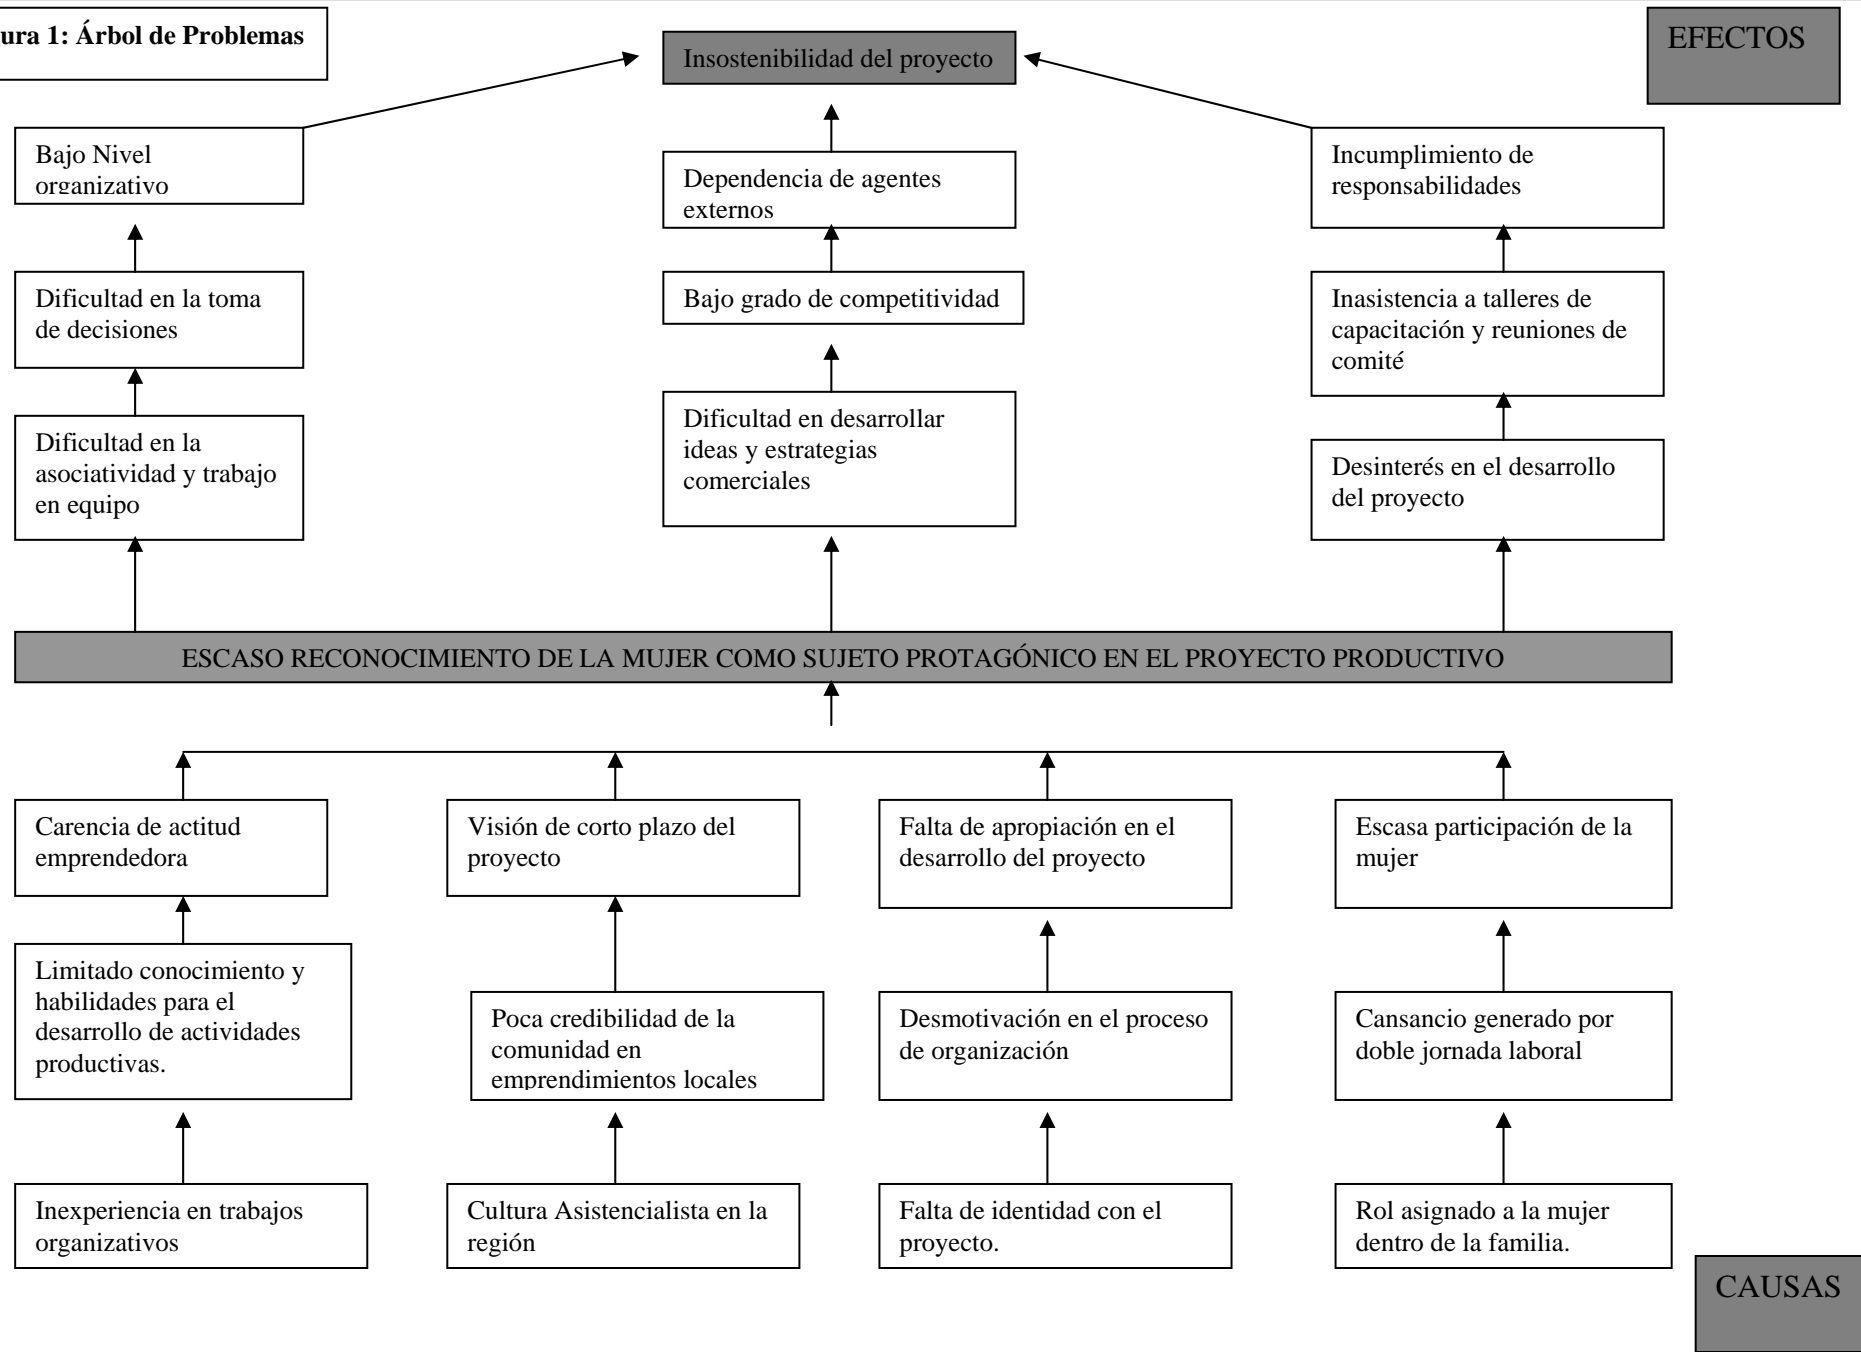 ura 1: Árbol de Problemas
Insostenibilidad del proyecto
EFECTOS
Bajo Nivel
organizativo
Dependencia de agentes
externos
Incumplimiento de
responsabilidades
Dificultad en la toma
de decisiones
Bajo grado de competitividad
Inasistencia a talleres de
capacitación y reuniones de
comité
Dificultad en la
asociatividad y trabajo
en equipo
Dificultad en desarrollar
ideas y estrategias
comerciales
Desinterés en el desarrollo
del proyecto
ESCASO RECONOCIMIENTO DE LA MUJER COMO SUJETO PROTAGÓNICO EN EL PROYECTO PRODUCTIVO
Carencia de actitud
emprendedora
Visión de corto plazo del
proyecto
Falta de apropiación en el
desarrollo del proyecto
Escasa participación de la
mujer
Limitado conocimiento y
habilidades para el
desarrollo de actividades
productivas.
Poca credibilidad de la
comunidad en
emprendimientos locales
Desmotivación en el proceso
de organización
Cansancio generado por
doble jornada laboral
Inexperiencia en trabajos
organizativos
Cultura Asistencialista en la
región
Falta de identidad con el
proyecto.
Rol asignado a la mujer
dentro de la familia.
CAUSAS